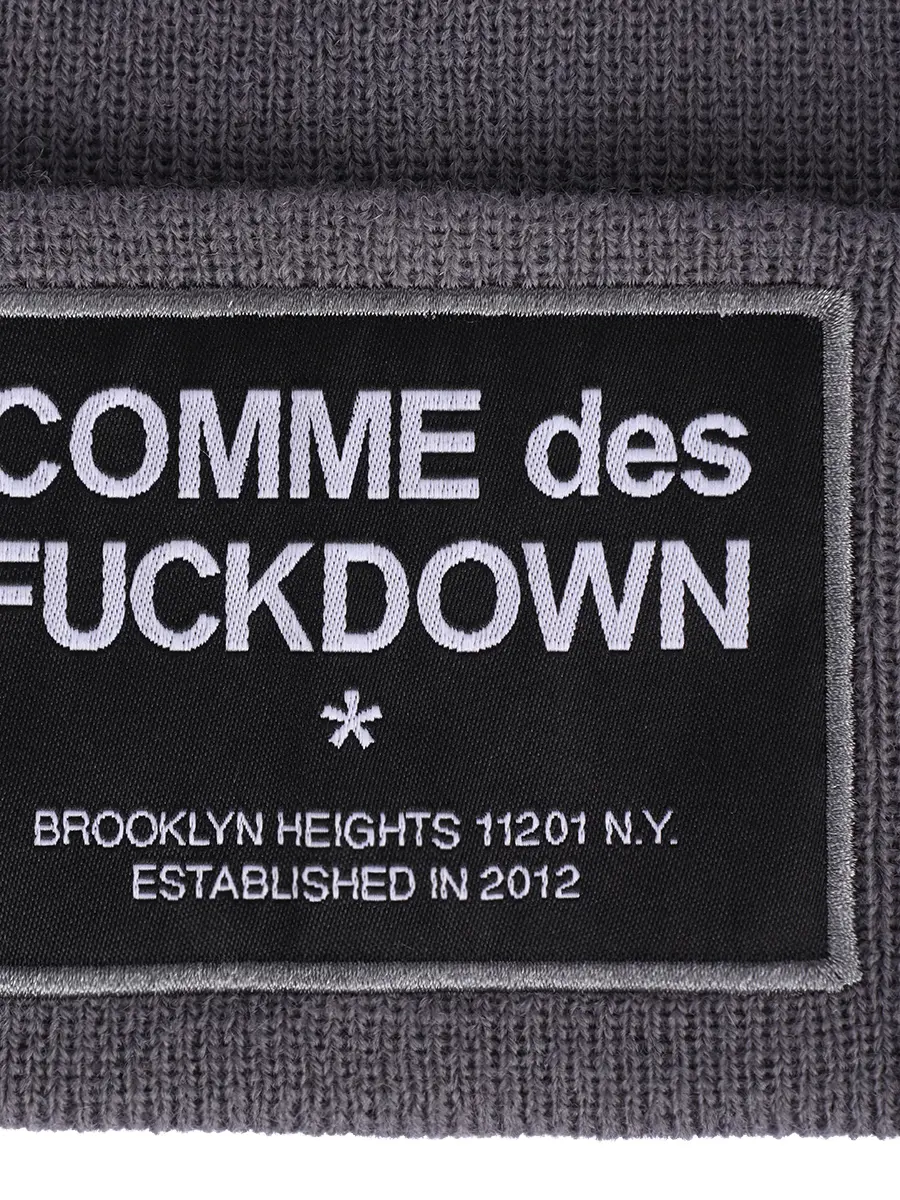 COMME des
FUCKDOWN
*
BROOKLYN HEIGHTS 11201 N.Y.
ESTABLISHED IN 2012